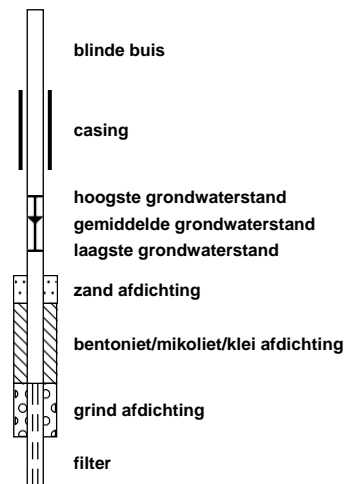 blinde buis
casing
hoogste grondwaterstand
gemiddelde grondwaterstand
laagste grondwaterstand
zand afdichting
bentoniet/mikoliet/klei afdichting
grind afdichting
filter